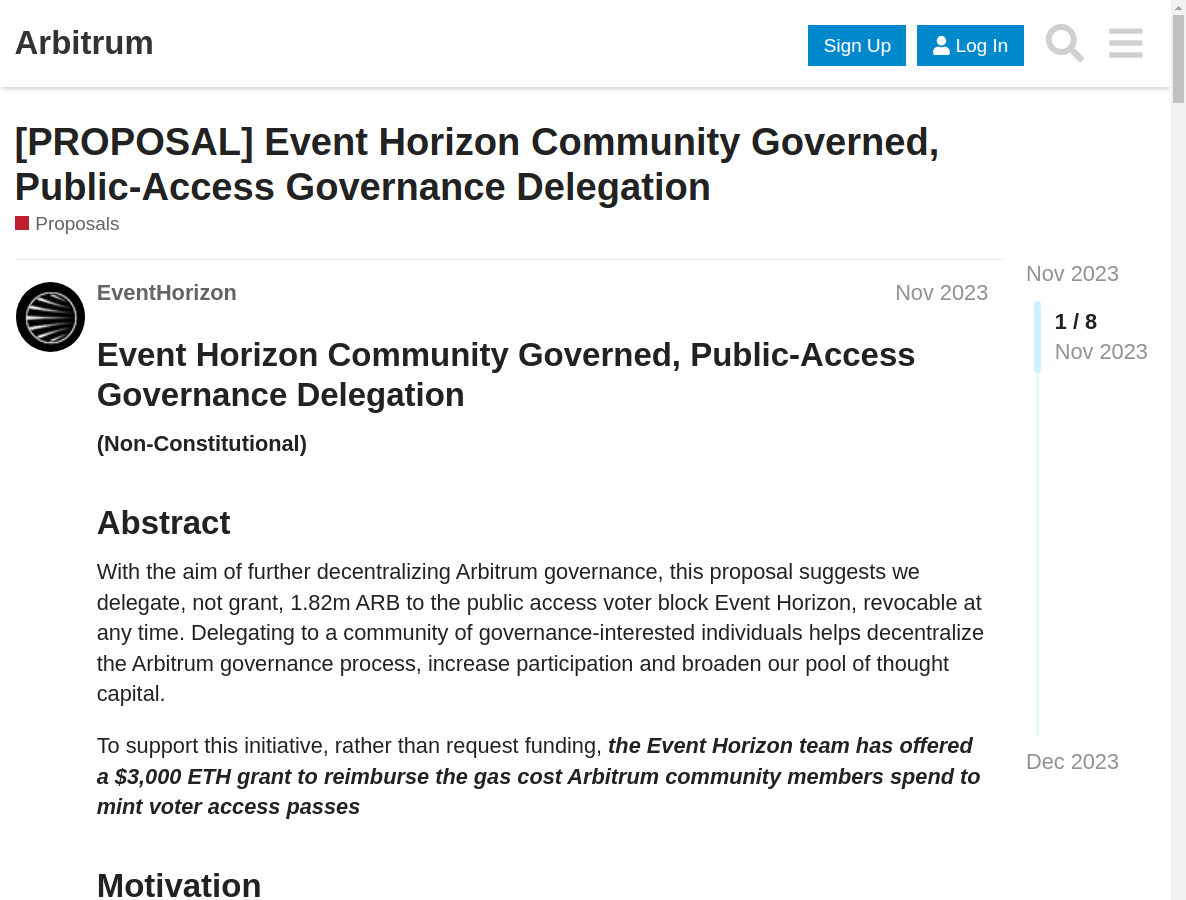 Arbitrum
Sign Up
Log In
[PROPOSAL] Event Horizon Community Governed,
Public-Access Governance Delegation
Proposals
Nov 2023
EventHorizon
Nov 2023
1 / 8
Nov 2023
Event Horizon Community Governed, Public-Access
Governance Delegation
(Non-Constitutional)
Abstract
With the aim of further decentralizing Arbitrum governance, this proposal suggests we
delegate, not grant, 1.82m ARB to the public access voter block Event Horizon, revocable at
any time. Delegating to a community of governance-interested individuals helps decentralize
the Arbitrum governance process, increase participation and broaden our pool of thought
capital.
To support this initiative, rather than request funding, the Event Horizon team has offered
a $3,000 ETH grant to reimburse the gas cost Arbitrum community members spend to
mint voter access passes
Dec 2023
Motivation